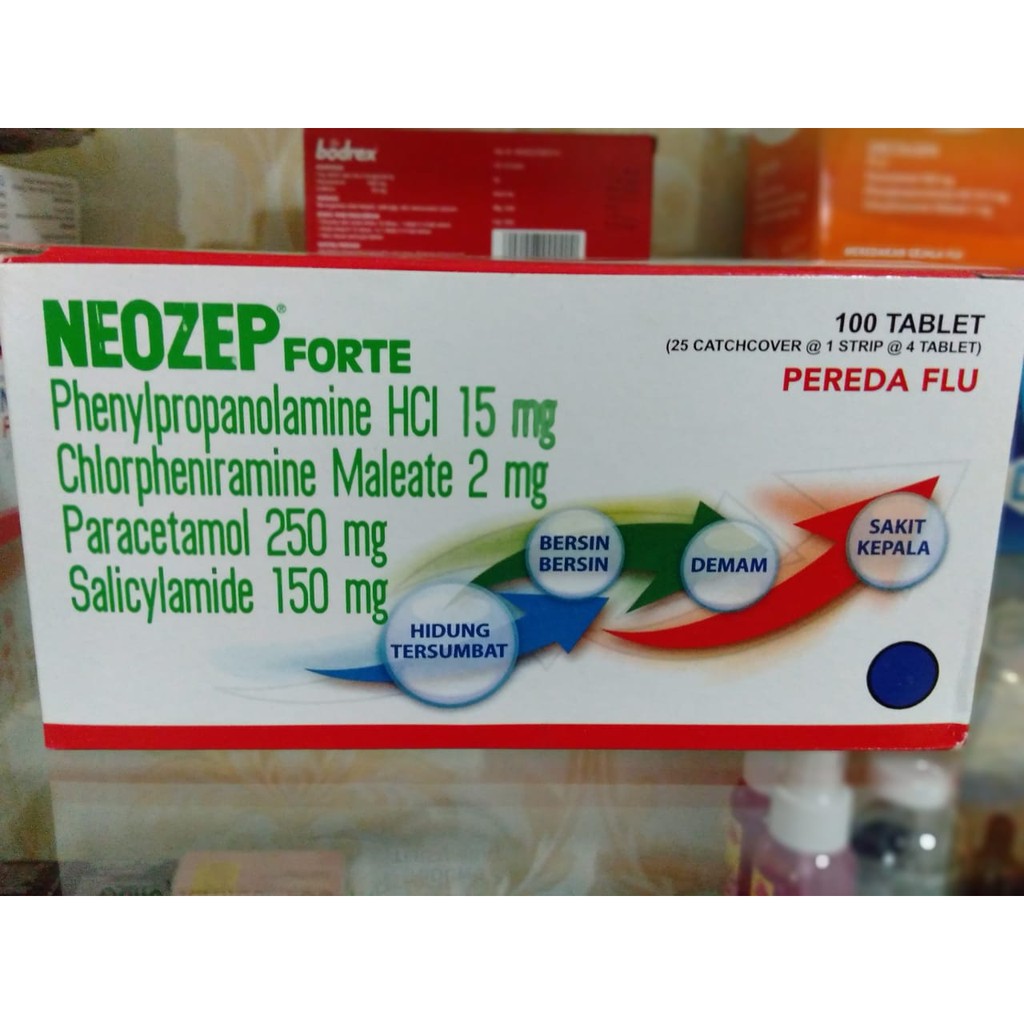 bodrex
NEOZEP® FORTE
Phenylpropanolamine HCl 15 mg
Chlorpheniramine Maleate 2 mg
Paracetamol 250 mg
Salicylamide 150 mg
100 TABLET
(25 CATCHCOVER @ 1 STRIP @ 4 TABLET)
PEREDA FLU
HIDUNG
TERSUMBAT
BERSIN
BERSIN
DEMAM
SAKIT
KEPALA